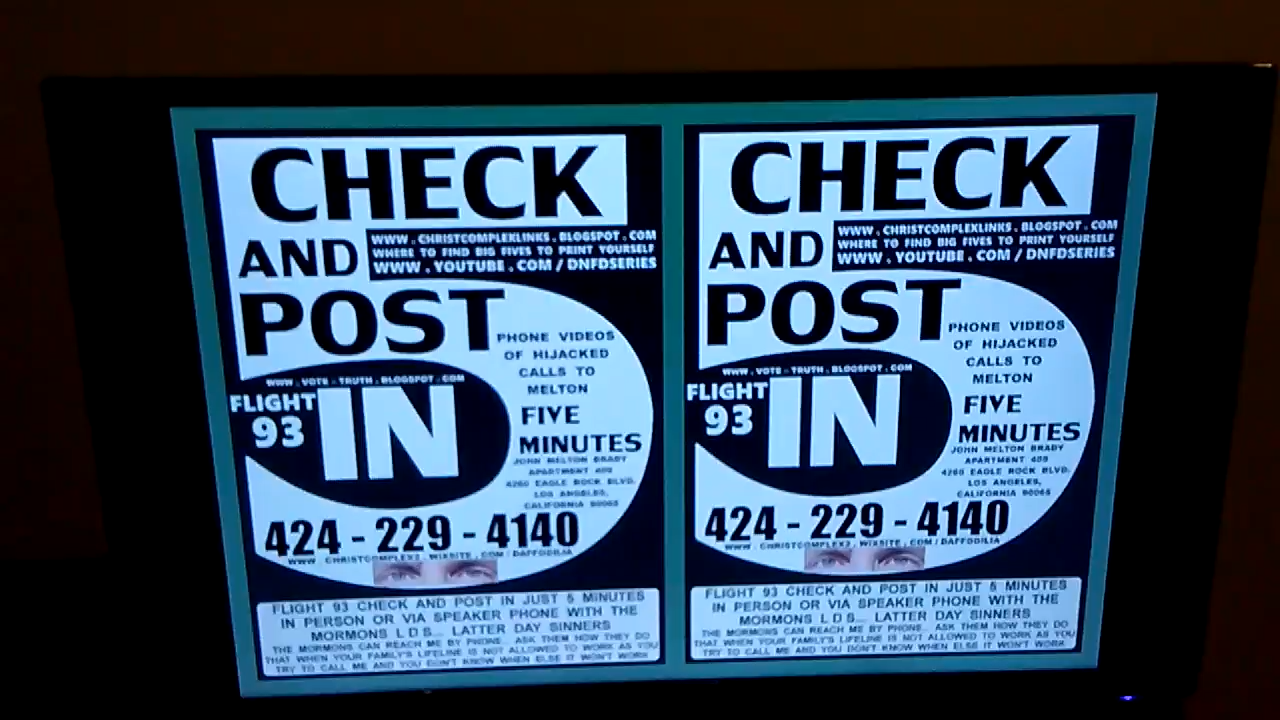 CHECK
AND
WWW . CHRISTCOMPLEXLINKS . BLOGSPOT . COM
WHERE TO FIND BIG FIVES TO PRINT YOURSELF
WWW . YOUTUBE . COM / DNFDSERIES
POST
PHONE VIDEOS
OF HIJACKED
CALLS TO
MELTON
WWW . VOTE - TRUTH . BLOGSPOT . COM
FLIGHT
93
IN
FIVE
MINUTES
JOHN MELTON BRADY
APARTMENT 409
4260 EAGLE ROCK BLVD.
LOS ANGELES,
CALIFORNIA 90065
424 - 229 - 4140
WWW . CHRISTCOMPLEX2 . WIXSITE . COM / DAFFODILIA
FLIGHT 93 CHECK AND POST IN JUST 5 MINUTES
IN PERSON OR VIA SPEAKER PHONE WITH THE
MORMONS L D S... LATTER DAY SINNERS
THE MORMONS CAN REACH ME BY PHONE... ASK THEM HOW THEY DO
THAT WHEN YOUR FAMILY'S LIFELINE IS NOT ALLOWED TO WORK AS YOU
TRY TO CALL ME AND YOU DON'T KNOW WHEN ELSE IT WON'T WORK
CHECK
AND
WWW . CHRISTCOMPLEXLINKS . BLOGSPOT . COM
WHERE TO FIND BIG FIVES TO PRINT YOURSELF
WWW . YOUTUBE . COM / DNFDSERIES
POST
PHONE VIDEOS
OF HIJACKED
CALLS TO
MELTON
WWW . VOTE - TRUTH . BLOGSPOT . COM
FLIGHT
93
IN
FIVE
MINUTES
JOHN MELTON BRADY
APARTMENT 409
4260 EAGLE ROCK BLVD.
LOS ANGELES,
CALIFORNIA 90065
424 - 229 - 4140
WWW . CHRISTCOMPLEX2 . WIXSITE . COM / DAFFODILIA
FLIGHT 93 CHECK AND POST IN JUST 5 MINUTES
IN PERSON OR VIA SPEAKER PHONE WITH THE
MORMONS L D S... LATTER DAY SINNERS
THE MORMONS CAN REACH ME BY PHONE... ASK THEM HOW THEY DO
THAT WHEN YOUR FAMILY'S LIFELINE IS NOT ALLOWED TO WORK AS YOU
TRY TO CALL ME AND YOU DON'T KNOW WHEN ELSE IT WON'T WORK